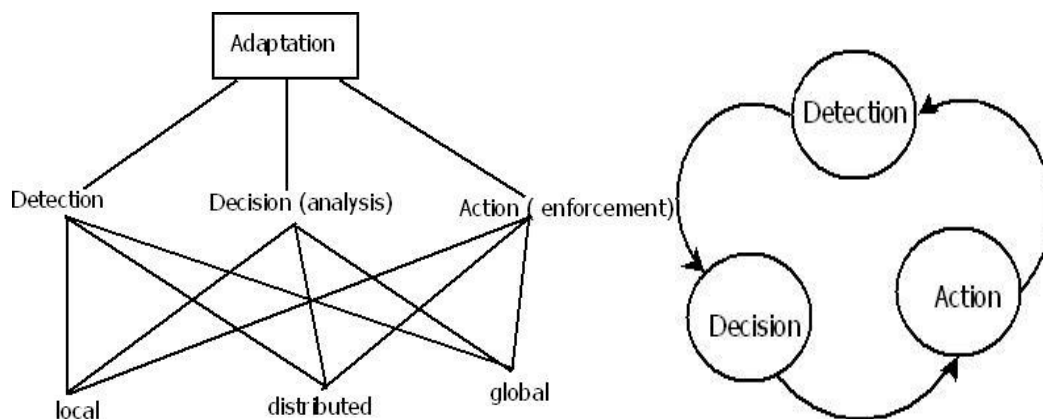 Adaptation
Detection
Decision (analysis)
Action ( enforcement)
local
distributed
global
Detection
Decision
Action